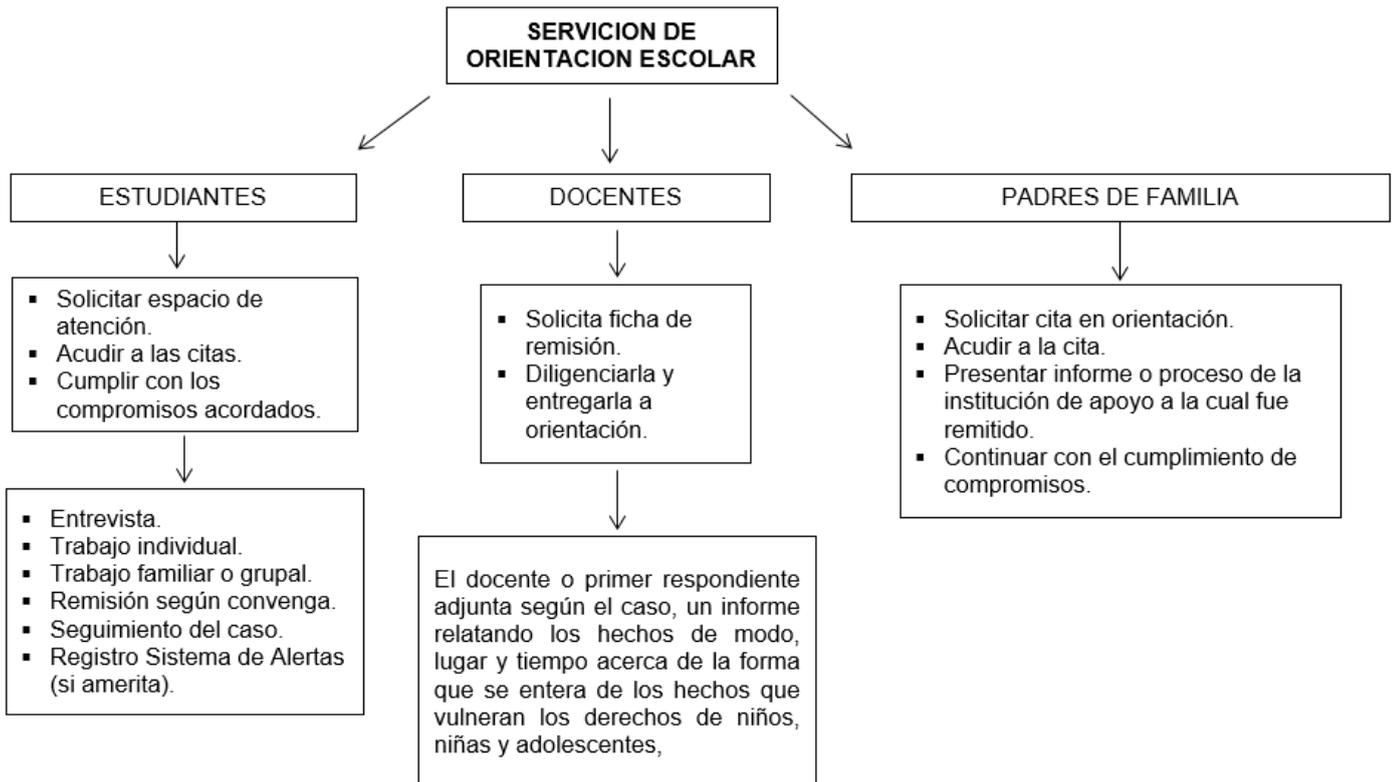 SERVICION DE
ORIENTACION ESCOLAR
ESTUDIANTES
DOCENTES
PADRES DE FAMILIA
▪ Solicitar espacio de
atención.
▪ Acudir a las citas.
▪ Cumplir con los
compromisos acordados.
▪ Solicita ficha de
remisión.
▪ Diligenciarla y
entregarla a
orientación.
▪ Solicitar cita en orientación.
▪ Acudir a la cita.
▪ Presentar informe o proceso de la
institución de apoyo a la cual fue
remitido.
▪ Continuar con el cumplimiento de
compromisos.
▪ Entrevista.
▪ Trabajo individual.
▪ Trabajo familiar o grupal.
▪ Remisión según convenga.
▪ Seguimiento del caso.
▪ Registro Sistema de Alertas
(si amerita).
El docente o primer respondiente
adjunta según el caso, un informe
relatando los hechos de modo,
lugar y tiempo acerca de la forma
que se entera de los hechos que
vulneran los derechos de niños,
niñas y adolescentes,